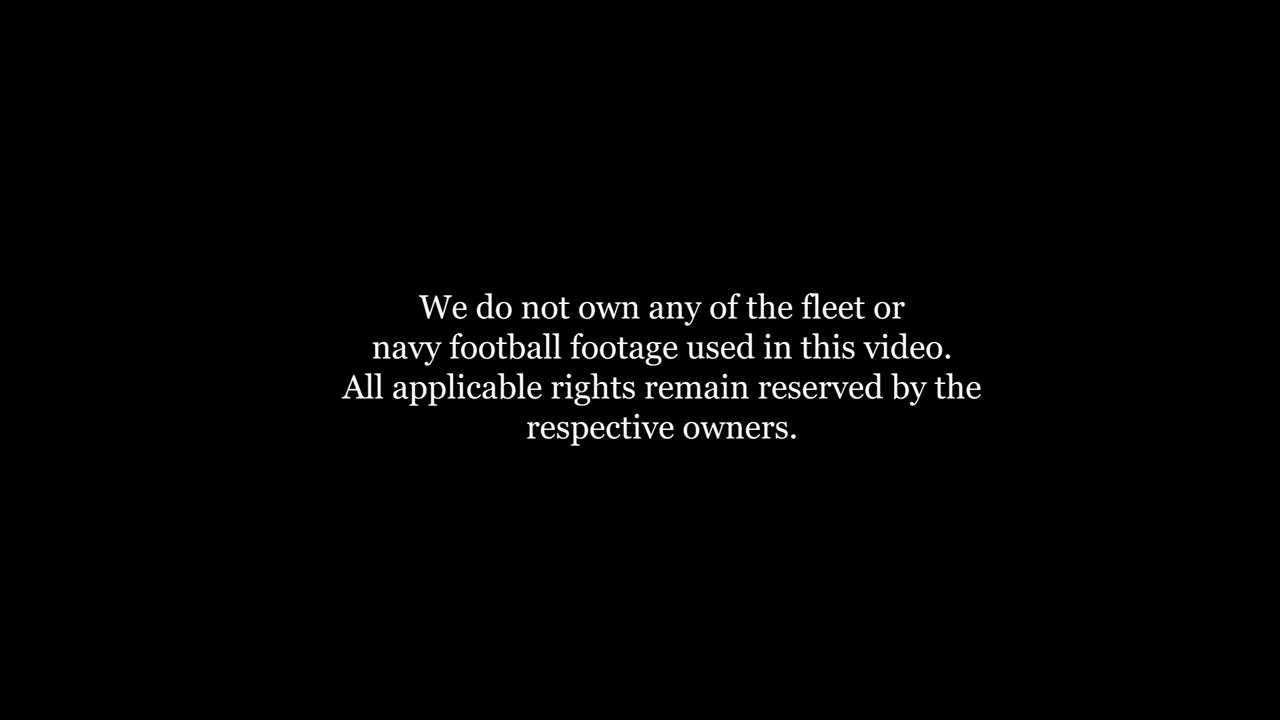 We do not own any of the fleet or
navy football footage used in this video.
All applicable rights remain reserved by the
respective owners.